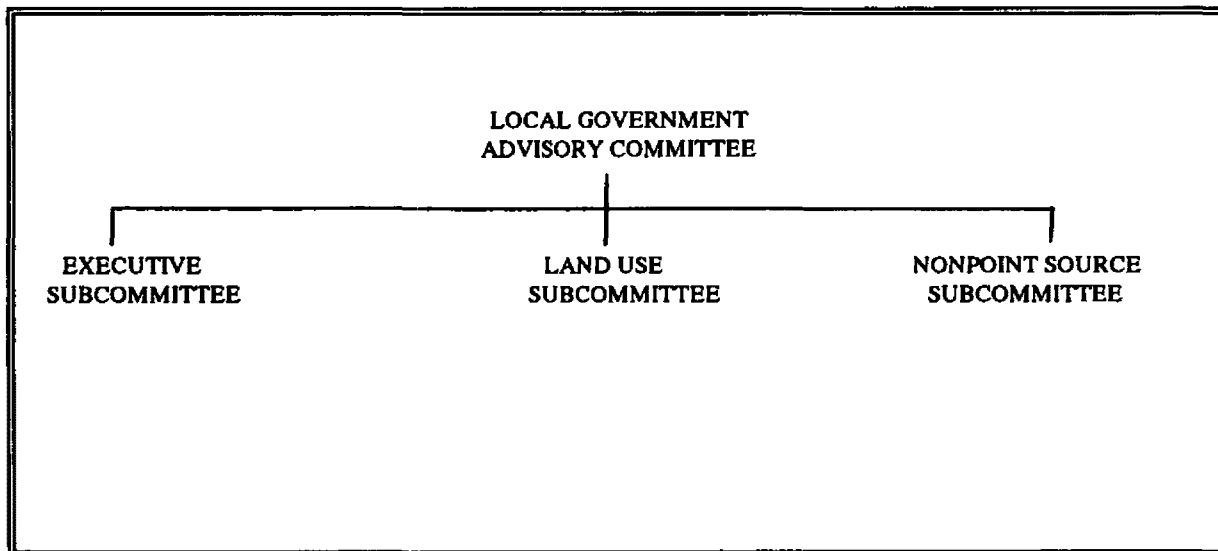 LOCAL GOVERNMENT
ADVISORY COMMITTEE
EXECUTIVE
SUBCOMMITTEE
LAND USE
SUBCOMMITTEE
NONPOINT SOURCE
SUBCOMMITTEE